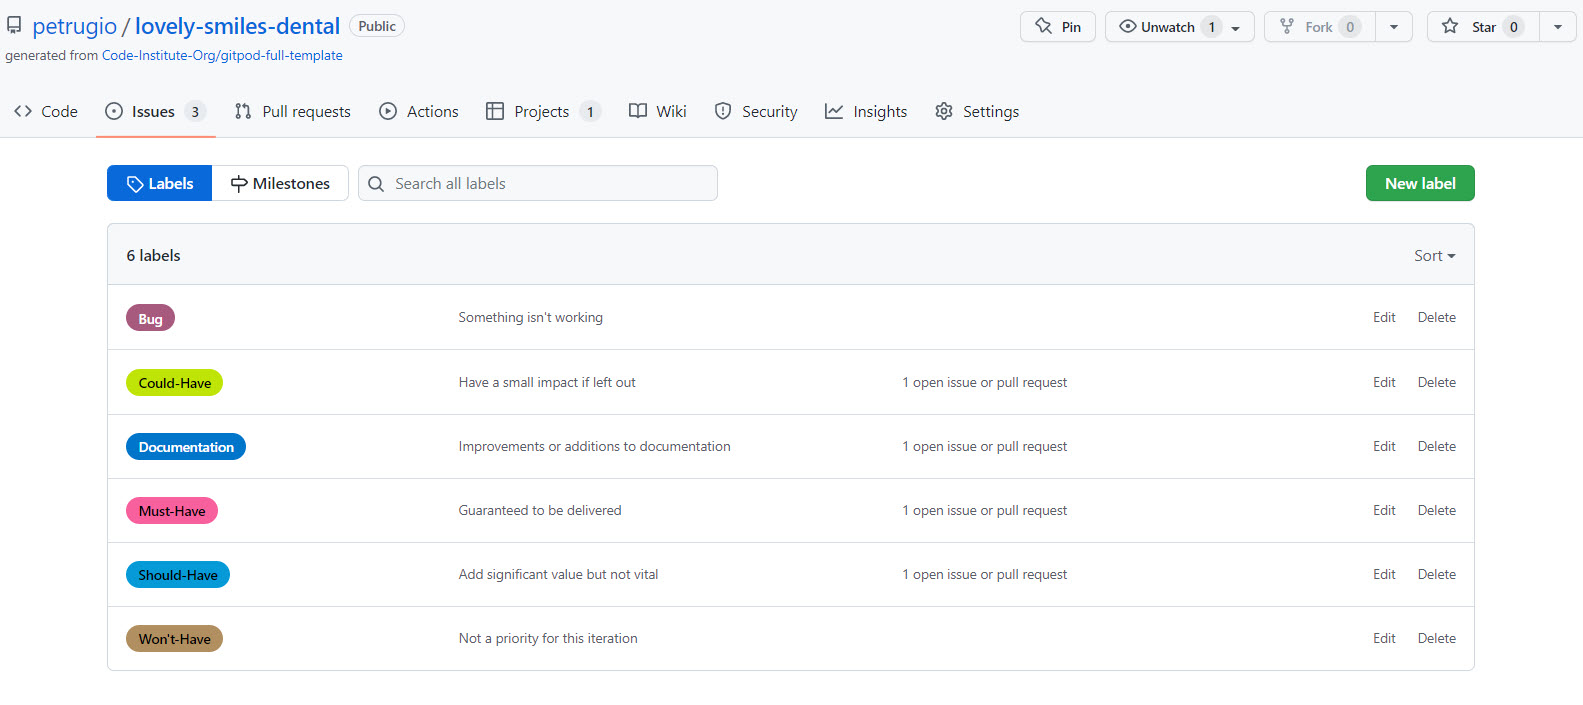 petrugio / lovely-smiles-dental Public Pin Unwatch 1 Fork 0 Star 0
generated from Code-Institute-Org/gitpod-full-template
Code Issues 3 Pull requests Actions Projects 1 Wiki Security Insights Settings
Labels Milestones Search all labels New label
6 labels Sort
Bug Something isn't working Edit Delete
Could-Have Have a small impact if left out 1 open issue or pull request Edit Delete
Documentation Improvements or additions to documentation 1 open issue or pull request Edit Delete
Must-Have Guaranteed to be delivered 1 open issue or pull request Edit Delete
Should-Have Add significant value but not vital 1 open issue or pull request Edit Delete
Won't-Have Not a priority for this iteration Edit Delete